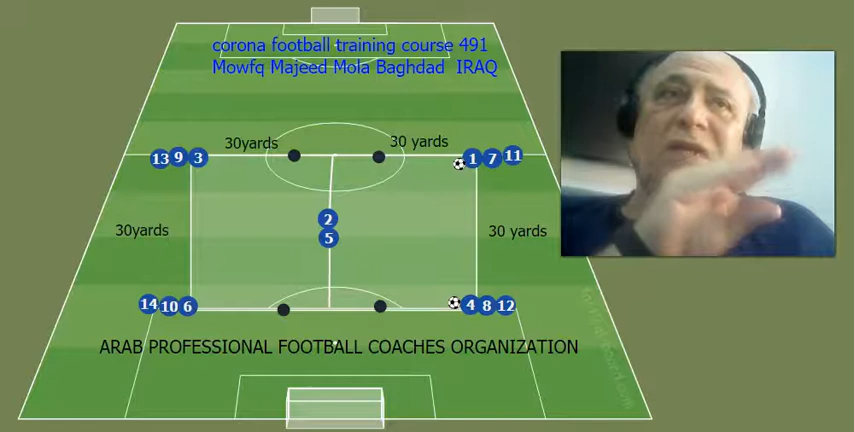 corona football training course 491
Mowfq Majeed Mola Baghdad IRAQ
30yards
30 yards
13 9 3
1 7 11
2
5
30yards
30 yards
14 10 6
4 8 12
ARAB PROFESSIONAL FOOTBALL COACHES ORGANIZATION